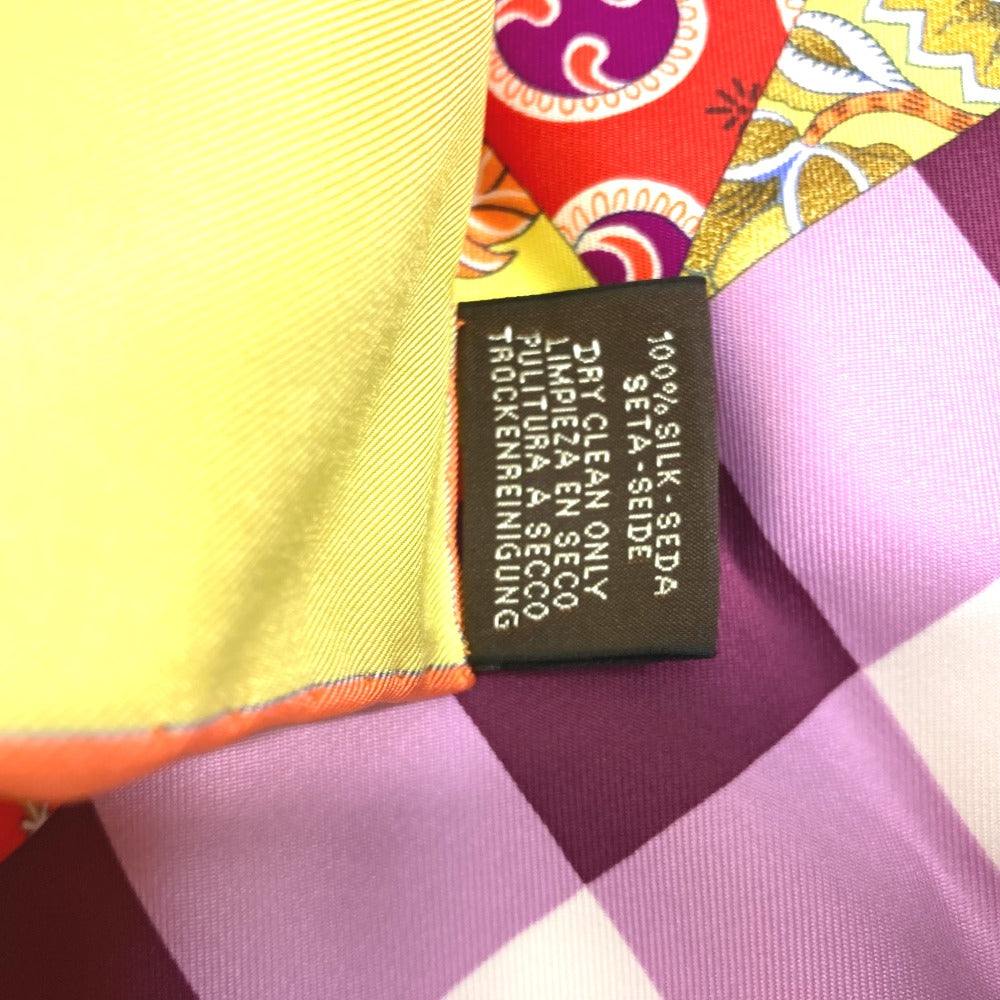 100% SILK - SEDA
SETA - SEIDE
DRY CLEAN ONLY
LIMPIEZA EN SECO
PULITURA A SECCO
TROCKENREINIGUNG